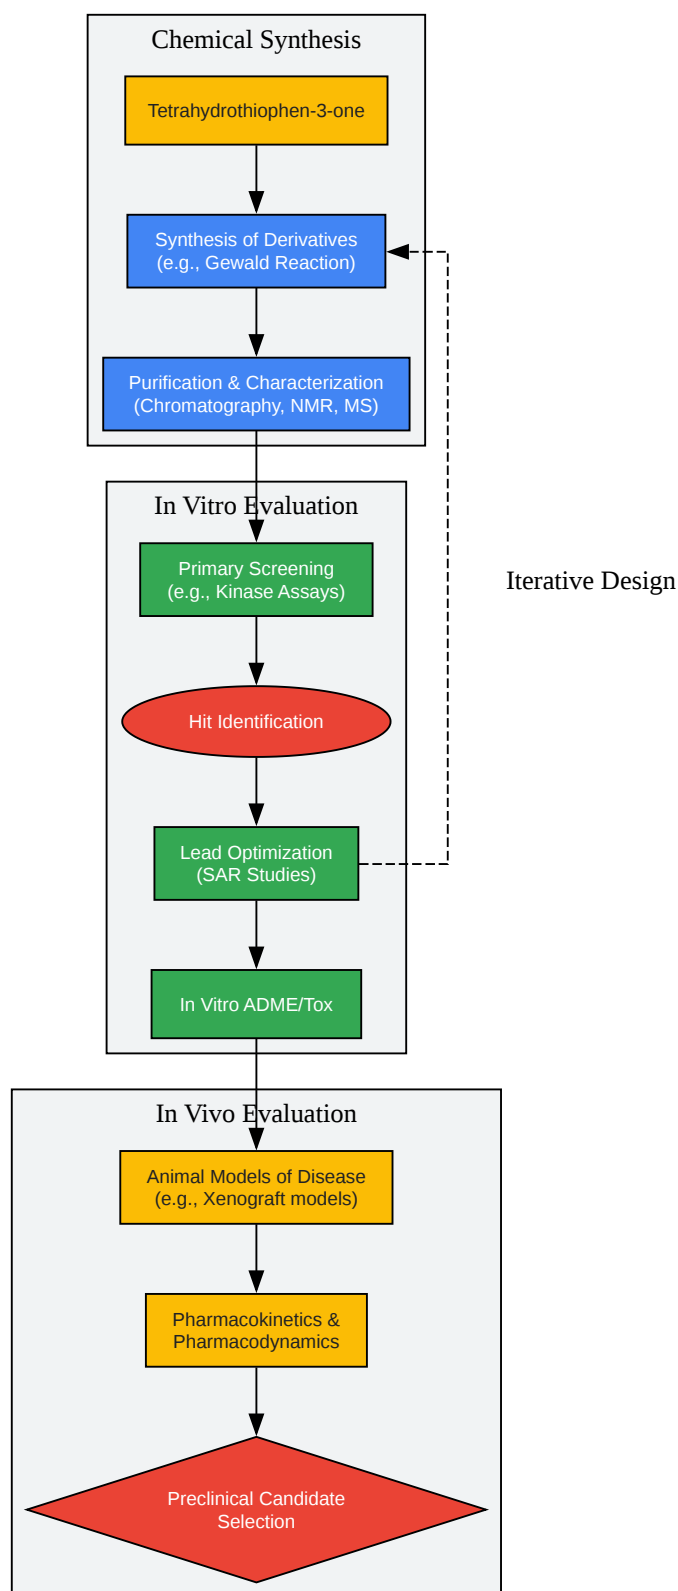 Chemical Synthesis
Tetrahydrothiophen-3-one
Synthesis of Derivatives
(e.g., Gewald Reaction)
Purification & Characterization
(Chromatography, NMR, MS)
In Vitro Evaluation
Primary Screening
(e.g., Kinase Assays)
Iterative Design
Hit Identification
Lead Optimization
(SAR Studies)
In Vitro ADME/Tox
In Vivo Evaluation
Animal Models of Disease
(e.g., Xenograft models)
Pharmacokinetics &
Pharmacodynamics
Preclinical Candidate
Selection